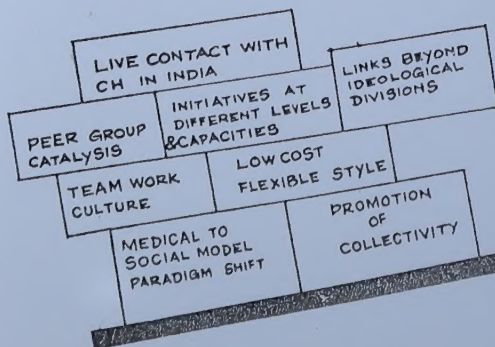 LIVE CONTACT WITH
CH IN INDIA
LINKS BEYOND
IDEOLOGICAL
DIVISIONS
PEER GROUP
CATALYSIS
INITIATIVES AT
DIFFERENT LEVELS
&CAPACITIES
TEAM WORK
CULTURE
LOW COST
FLEXIBLE STYLE
MEDICAL TO
SOCIAL MODEL
PARADIGM SHIFT
PROMOTION
OF
COLLECTIVITY